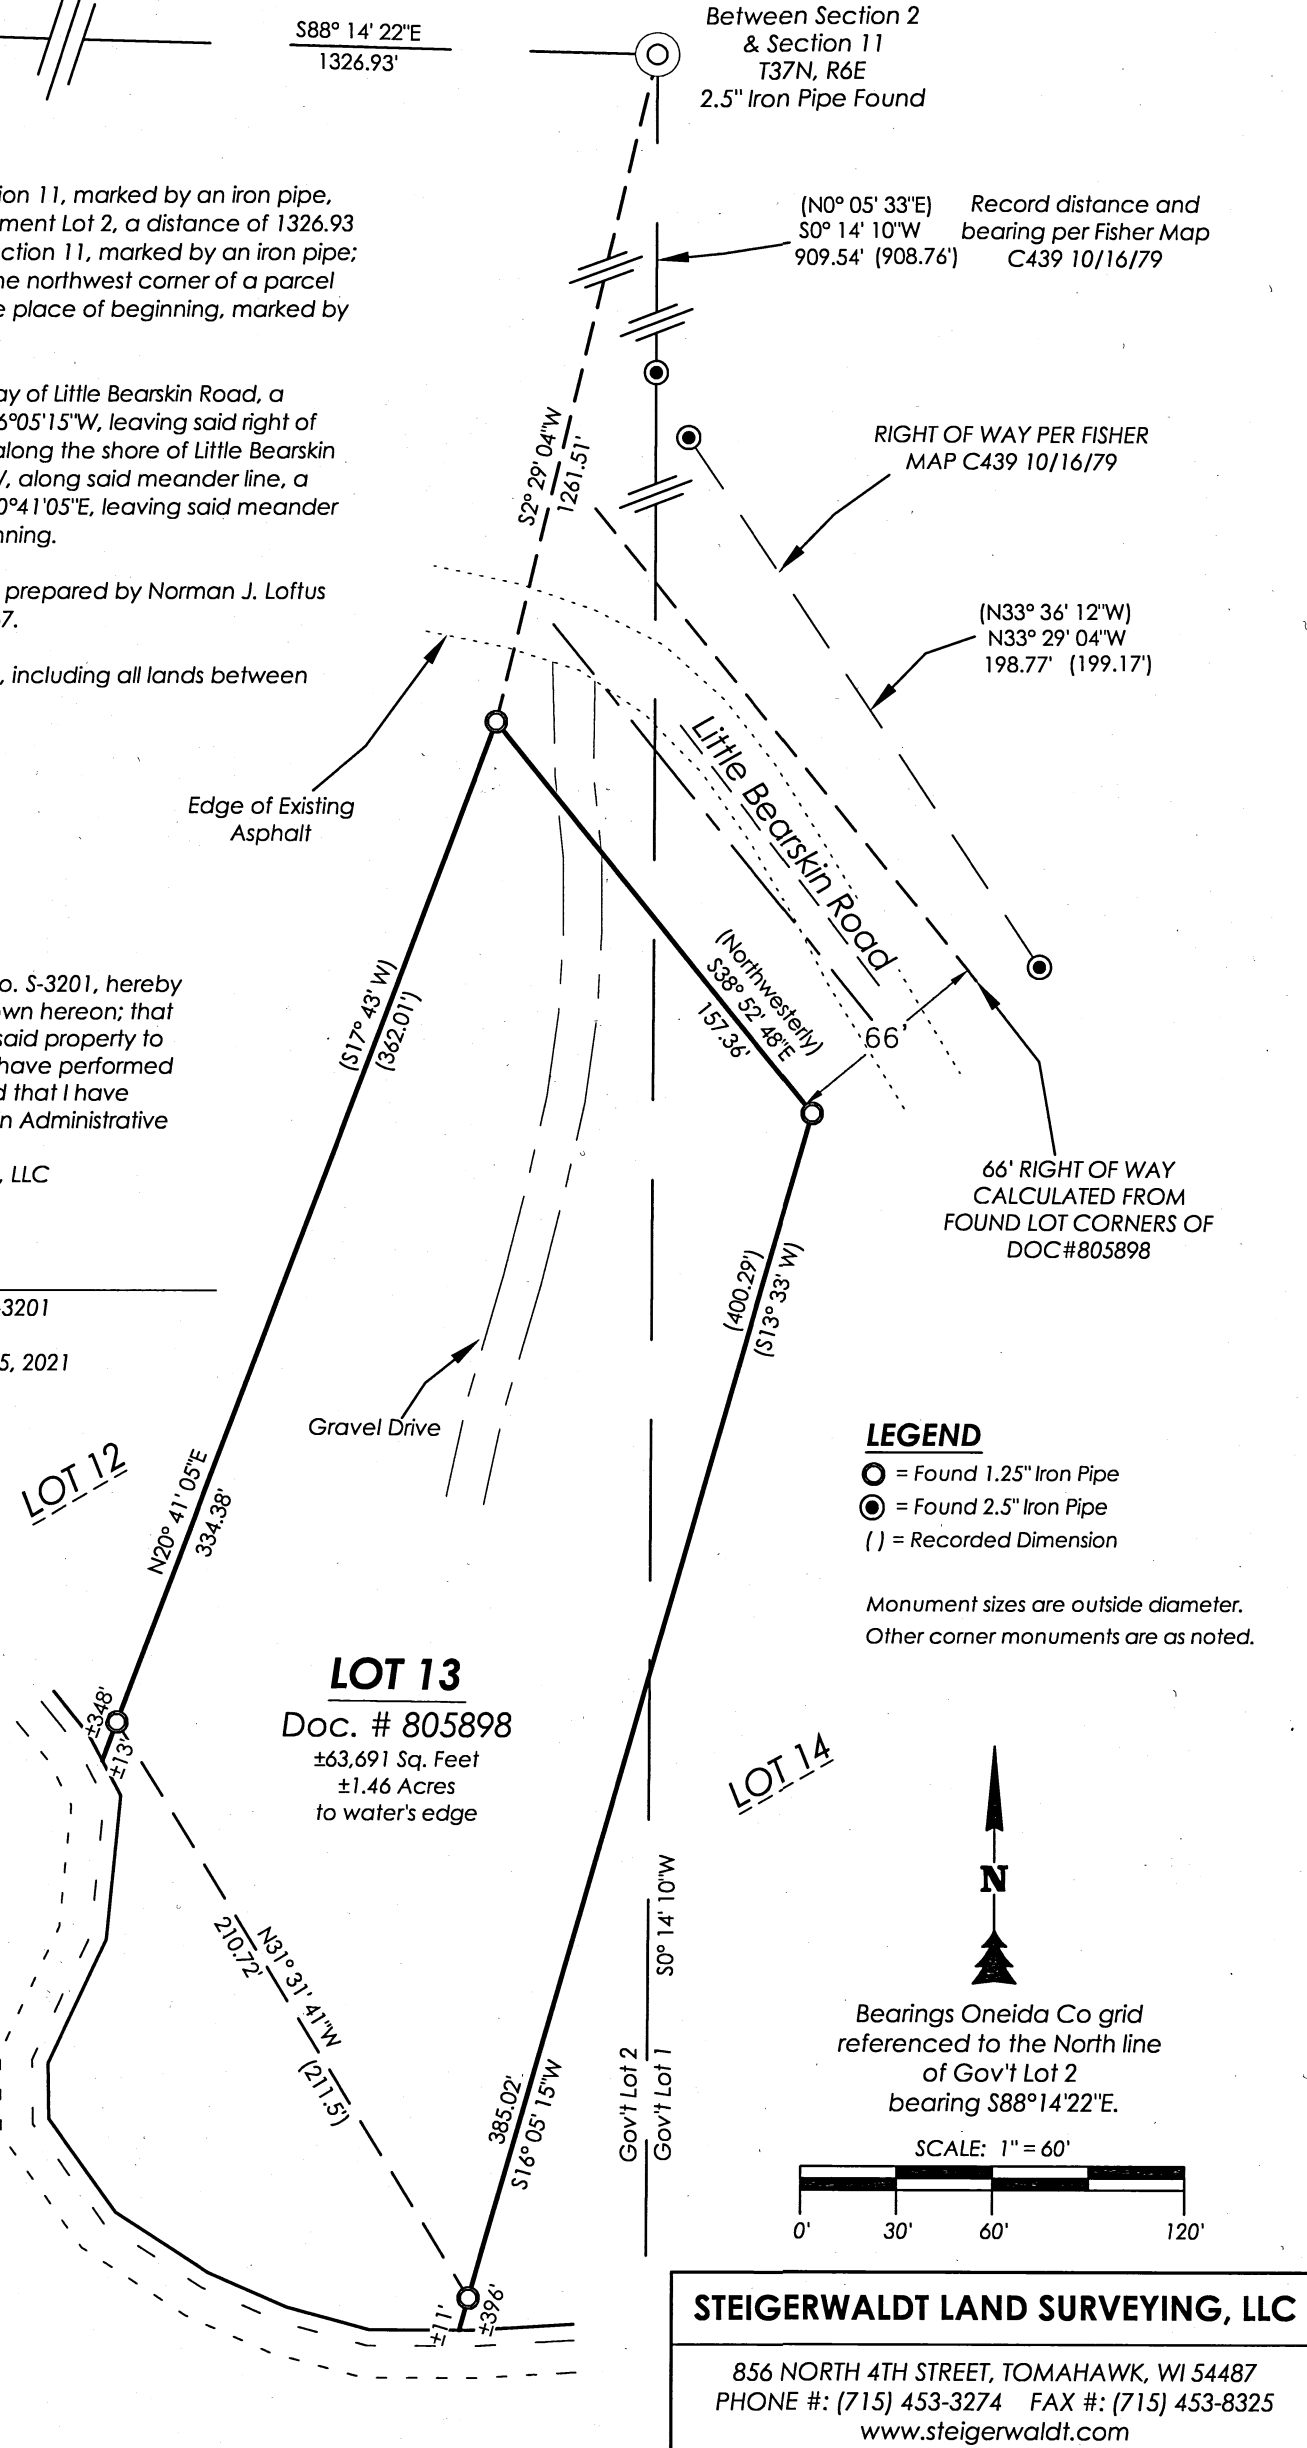 S88° 14' 22"E
1326.93'
Between Section 2
& Section 11
T37N, R6E
2.5" Iron Pipe Found
ion 11, marked by an iron pipe,
ment Lot 2, a distance of 1326.93
ction 11, marked by an iron pipe;
he northwest corner of a parcel
e place of beginning, marked by
(N0° 05' 33"E)
S0° 14' 10"W
909.54' (908.76')
Record distance and
bearing per Fisher Map
C439 10/16/79
ay of Little Bearskin Road, a
6°05'15"W, leaving said right of
along the shore of Little Bearskin
V, along said meander line, a
0°41'05"E, leaving said meander
nning.
S2° 29' 04"W
1261.51'
RIGHT OF WAY PER FISHER
MAP C439 10/16/79
prepared by Norman J. Loftus
7.
(N33° 36' 12"W)
N33° 29' 04"W
198.77' (199.17')
, including all lands between
Little Bearskin Road
Edge of Existing
Asphalt
o. S-3201, hereby
own hereon; that
said property to
have performed
d that I have
n Administrative
, LLC
(S17° 43' W)
(362.01')
(Northwesterly)
S38° 52' 48"E
157.36'
66'
66' RIGHT OF WAY
CALCULATED FROM
FOUND LOT CORNERS OF
DOC#805898
(400.29')
(S13° 33' W)
-3201
5, 2021
Gravel Drive
LOT 12
N20° 41' 05"E
334.38'
LEGEND
= Found 1.25" Iron Pipe
= Found 2.5" Iron Pipe
( ) = Recorded Dimension
Monument sizes are outside diameter.
Other corner monuments are as noted.
LOT 13
Doc. # 805898
±63,691 Sq. Feet
±1.46 Acres
to water's edge
±348'
±13'
LOT 14
N31° 31' 41"W
210.72'
(211.5')
S0° 14' 10"W
N
Gov't Lot 2
Gov't Lot 1
385.02'
S16° 05' 15"W
Bearings Oneida Co grid
referenced to the North line
of Gov't Lot 2
bearing S88°14'22"E.
SCALE: 1" = 60'
0' 30' 60' 120'
±11'
±396'
STEIGERWALDT LAND SURVEYING, LLC
856 NORTH 4TH STREET, TOMAHAWK, WI 54487
PHONE #: (715) 453-3274 FAX #: (715) 453-8325
www.steigerwaldt.com